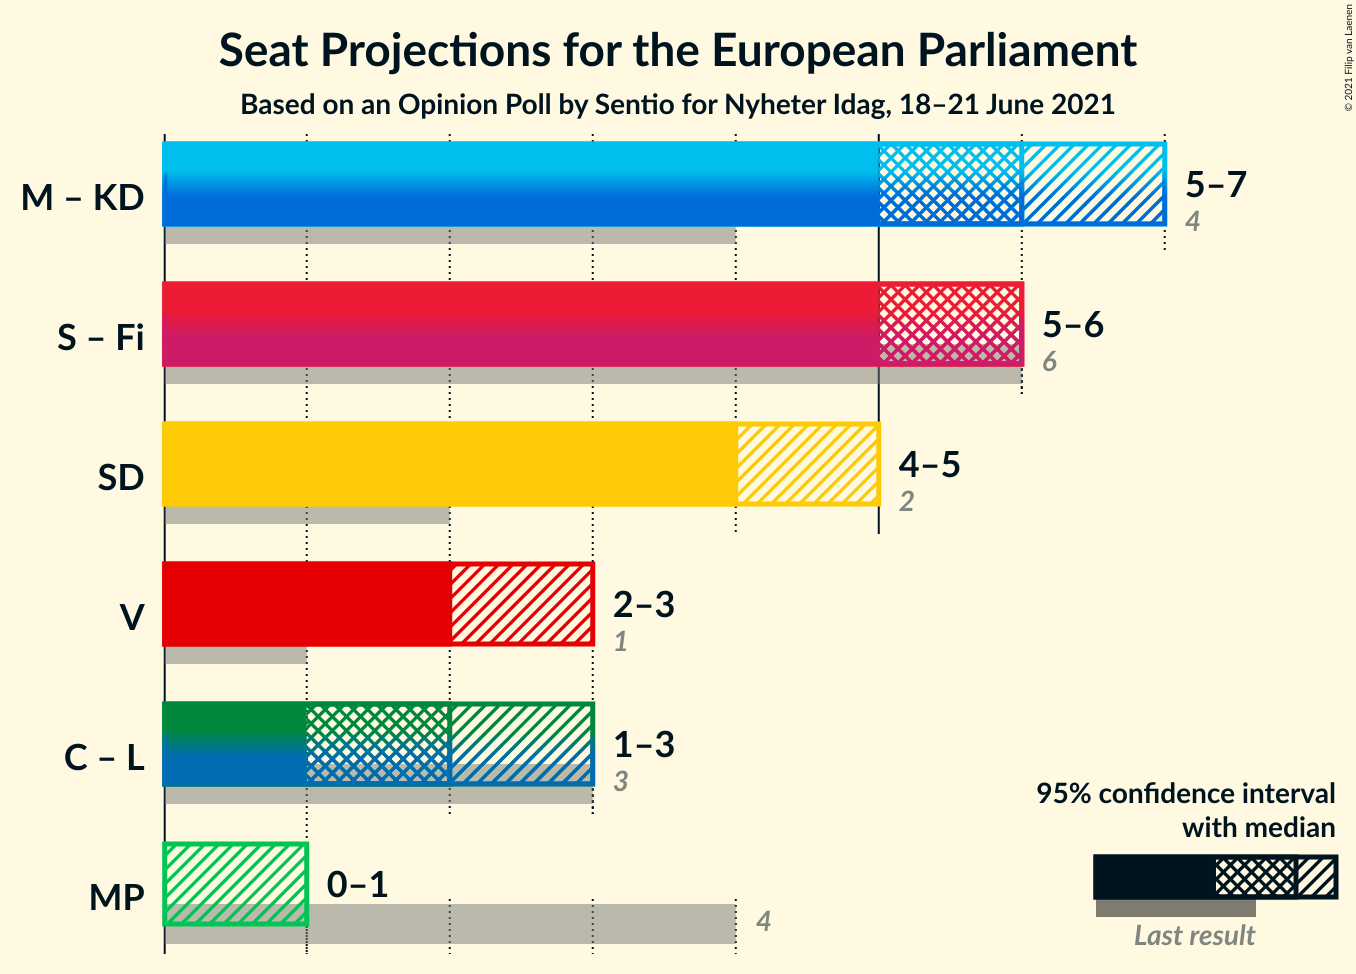 Seat Projections for the European Parliament
Based on an Opinion Poll by Sentio for Nyheter Idag, 18–21 June 2021
© 2021 Filip van Laenen
M – KD
5–7
4
S – Fi
5–6
6
SD
4–5
2
V
2–3
1
C – L
1–3
3
MP
0–1
4
95% confidence interval
with median
Last result